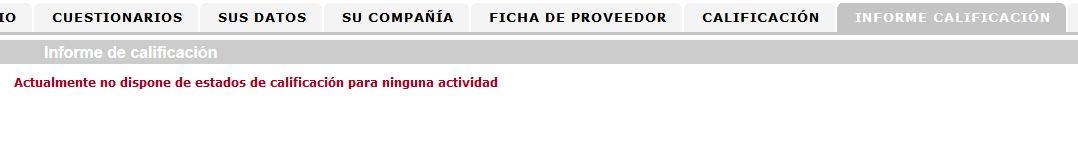 IO CUESTIONARIOS SUS DATOS SU COMPAÑÍA FICHA DE PROVEEDOR CALIFICACIÓN INFORME CALIFICACIÓN
Informe de calificación
Actualmente no dispone de estados de calificación para ninguna actividad